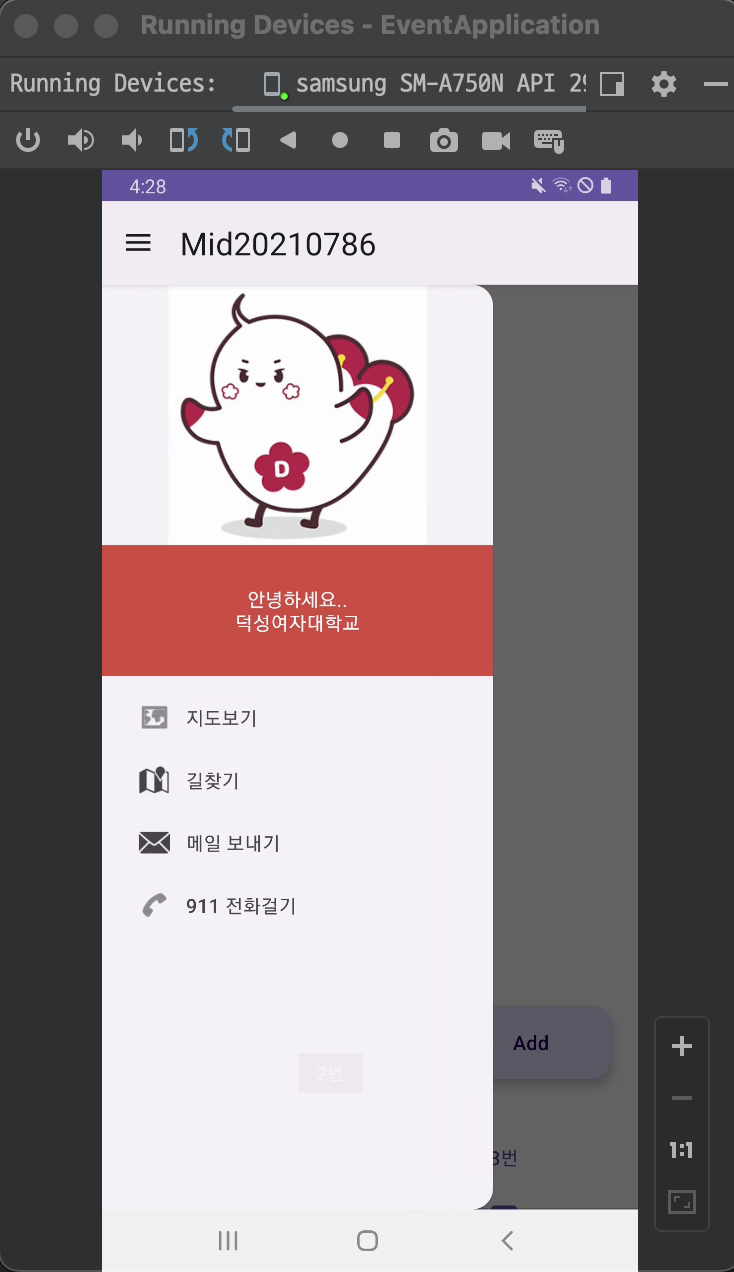 Running Devices - EventApplication
Running Devices:
samsung SM-A750N API 29
4:28
Mid20210786
D
안녕하세요..
덕성여자대학교
지도보기
길찾기
메일 보내기
911 전화걸기
Add
2번
3번
1:1